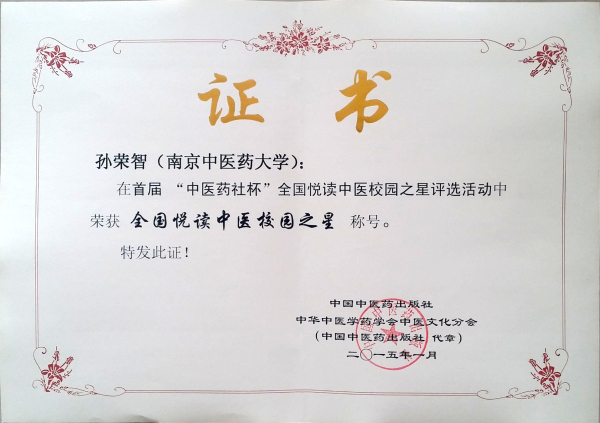 证书
孙荣智（南京中医药大学）：
在首届 “中医药社杯”全国悦读中医校园之星评选活动中
荣获 全国悦读中医校园之星 称号。
特发此证！
中国中医药出版社
中华中医学药学会中医文化分会
（中国中医药出版社 代章）
二〇一五年一月